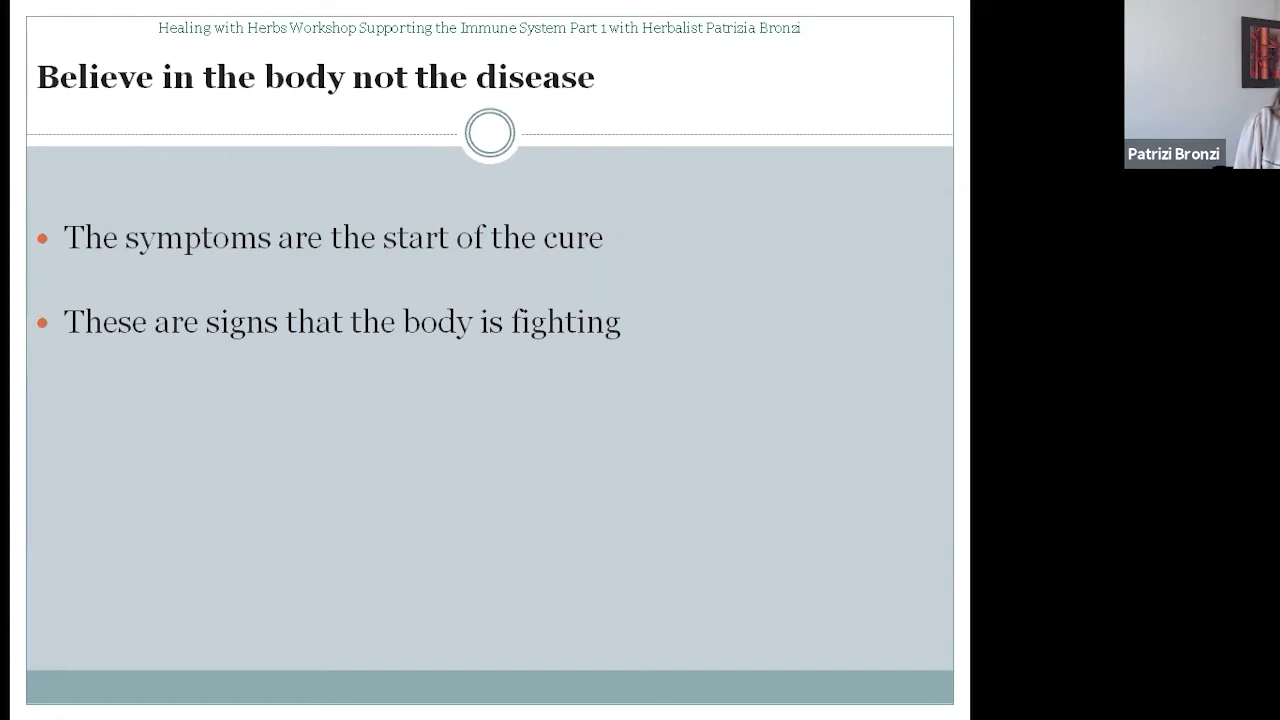 Healing with Herbs Workshop Supporting the Immune System Part 1 with Herbalist Patrizia Bronzi
Believe in the body not the disease
• The symptoms are the start of the cure
• These are signs that the body is fighting
Patrizi Bronzi